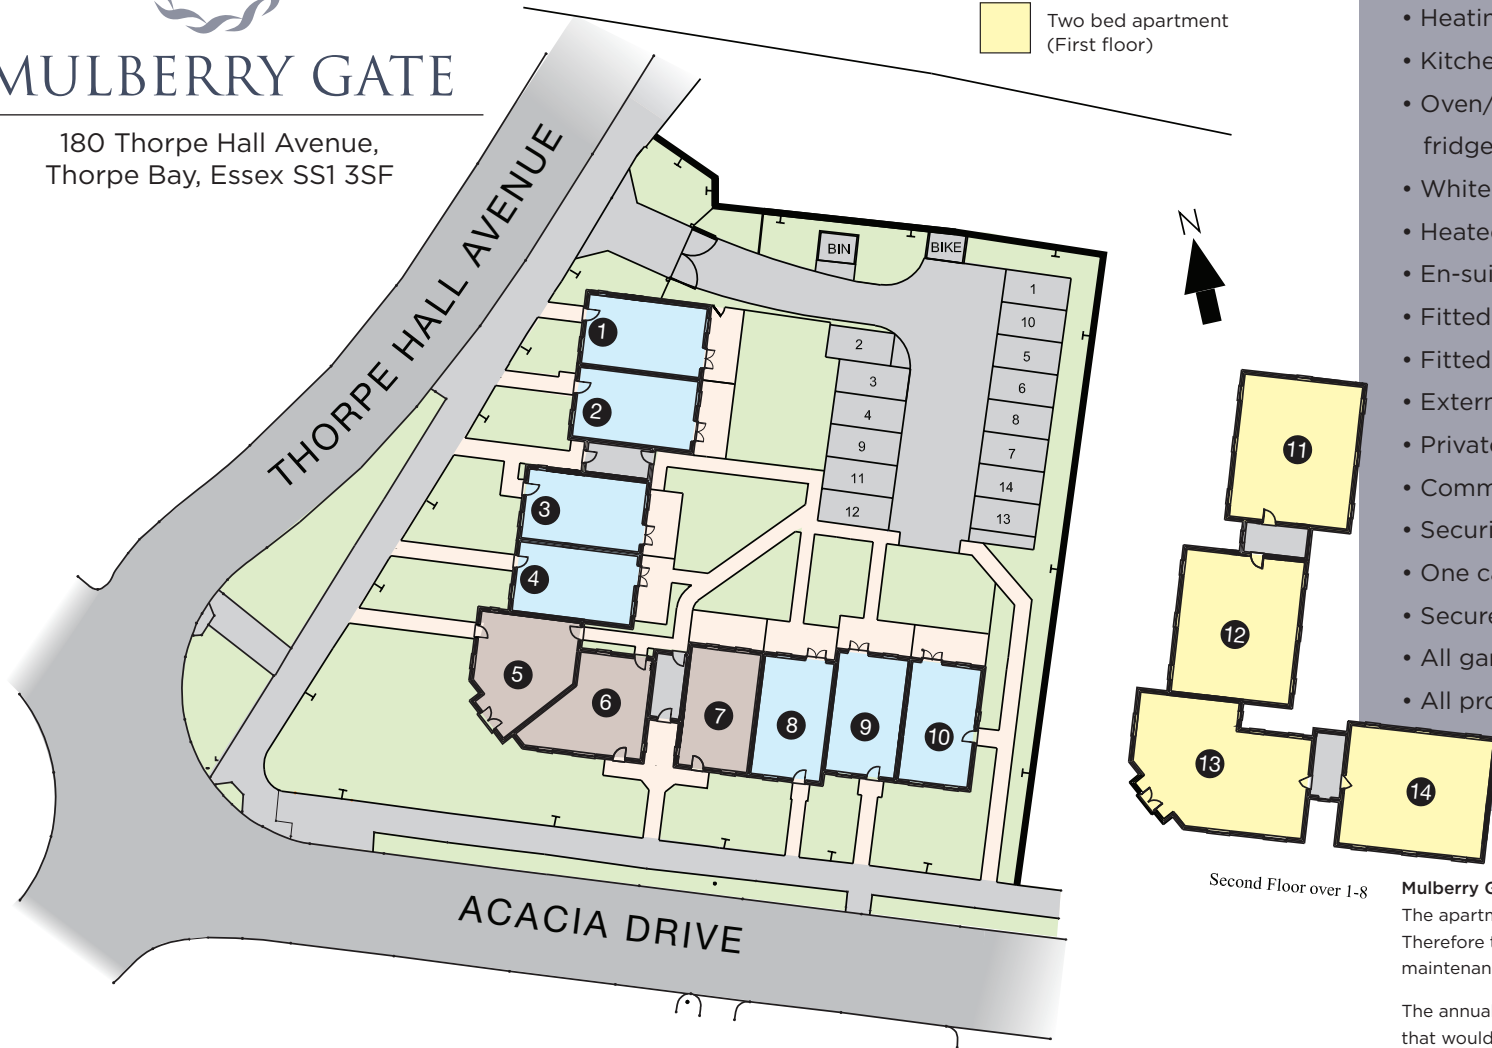 MULBERRY GATE
180 Thorpe Hall Avenue,
Thorpe Bay, Essex SS1 3SF
Two bed apartment
(First floor)
THORPE HALL AVENUE
ACACIA DRIVE
N
BIN
BIKE
1
10
5
6
8
7
14
13
2
3
4
9
11
12
1
2
3
4
5
6
7
8
9
10
11
12
13
14
Second Floor over 1-8
• Kitche
• Oven/
fridge
• White
• En-sui
• Fitted
• Fitted
• Extern
• Private
• Comm
• Securi
• One ca
• Secure
• All gar
• All pro
Mulberry G
The apartm
Therefore t
maintenan
The annual
that would